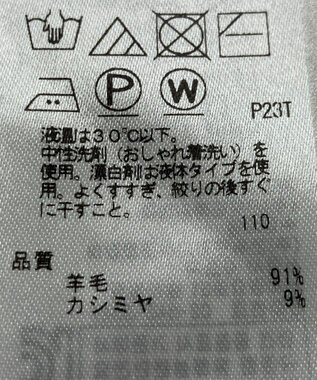 P
W
P23T
液温は30℃以下。
中性洗剤（おしゃれ着洗い）を
使用。漂白剤は液体タイプを使
用。よくすすぎ、絞りの後すぐ
に干すこと。
110
品質
羊毛 91%
カシミヤ 9%